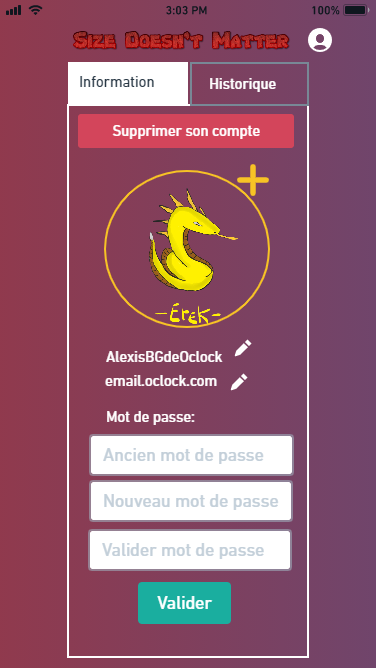 3:03 PM 100%
Size Doesn't Matter
Information Historique
Supprimer son compte
-Erek-
AlexisBGdeOclock
email.oclock.com
Mot de passe:
Ancien mot de passe
Nouveau mot de passe
Valider mot de passe
Valider